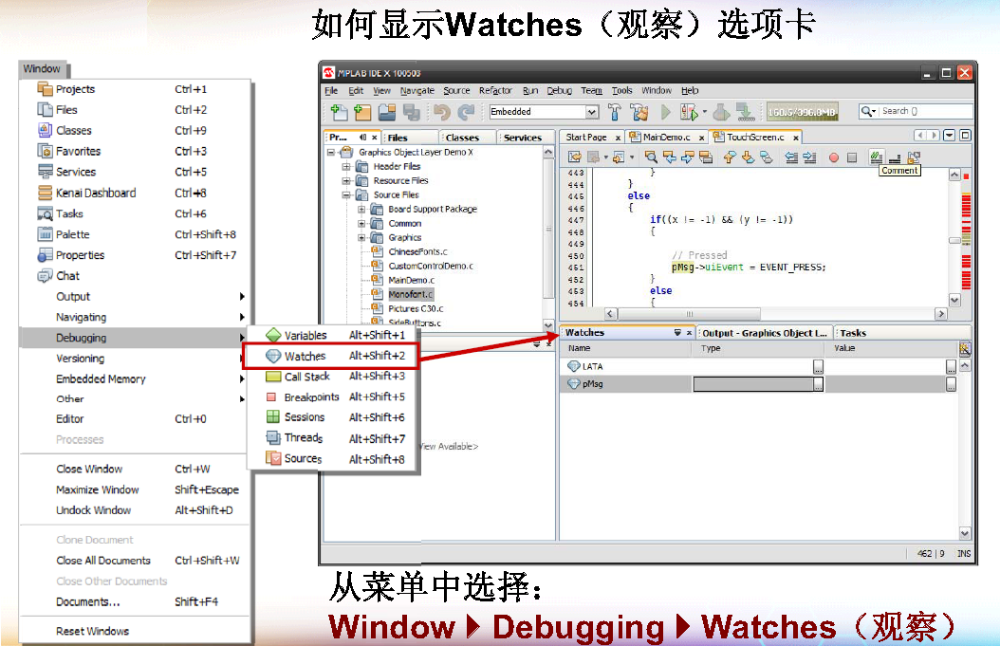 如何显示Watches（观察）选项卡
Window
Projects Ctrl+1
Files Ctrl+2
Classes Ctrl+9
Favorites Ctrl+3
Services Ctrl+5
Kenai Dashboard Ctrl+8
Tasks Ctrl+6
Palette Ctrl+Shift+8
Properties Ctrl+Shift+7
Chat
Output
Navigating
Debugging
Versioning
Embedded Memory
Other
Editor Ctrl+0
Processes
Close Window Ctrl+W
Maximize Window Shift+Escape
Undock Window Alt+Shift+D
Clone Document
Close All Documents Ctrl+Shift+W
Close Other Documents
Documents... Shift+F4
Reset Windows
Variables Alt+Shift+1
Watches Alt+Shift+2
Call Stack Alt+Shift+3
Breakpoints Alt+Shift+5
Sessions Alt+Shift+6
Threads Alt+Shift+7
Sources Alt+Shift+8
MPLAB IDE X 100503
File Edit View Navigate Source Refactor Run Debug Team Tools Window Help
Embedded
160.5/396.8MB
Search ()
Pr... Files Classes Services
Graphics Object Layer Demo X
Header Files
Resource Files
Source Files
Board Support Package
Common
Graphics
ChineseFonts.c
CustomControlDemo.c
MainDemo.c
Monofont.c
Pictures C30.c
SideButtons.c
View Available>
Start Page MainDemo.c TouchScreen.c
Comment
443 }
444 }
445 else
446 {
447 if((x != -1) && (y != -1))
448 {
449
450 // Pressed
451 pMsg->uiEvent = EVENT_PRESS;
452 }
453 else
454 {
Watches Output - Graphics Object L... Tasks
Name Type Value
LATA ... ...
pMsg ... ...
462 | 9 INS
从菜单中选择：
Window Debugging Watches（观察）